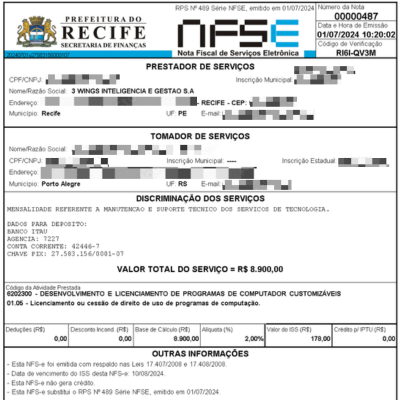 PREFEITURA DO
RECIFE
SECRETARIA DE FINANÇAS
RPS Nº 489 Série NFSE, emitido em 01/07/2024
NFSE
Nota Fiscal de Serviços Eletrônica
Número da Nota
00000487
Data e Hora de Emissão
01/07/2024 10:20:02
Código de Verificação
RI6I-QV3M
PRESTADOR DE SERVIÇOS
CPF/CNPJ:
Inscrição Municipal:
Nome/Razão Social: 3 WINGS INTELIGENCIA E GESTAO S.A
Endereço: - RECIFE - CEP:
Município: Recife UF: PE E-mail:
TOMADOR DE SERVIÇOS
Nome/Razão Social:
CPF/CNPJ: Inscrição Municipal: ---- Inscrição Estadual:
Endereço:
Município: Porto Alegre UF: RS E-mail:
DISCRIMINAÇÃO DOS SERVIÇOS
MENSALIDADE REFERENTE A MANUTENCAO E SUPORTE TECNICO DOS SERVICOS DE TECNOLOGIA.
DADOS PARA DEPOSITO:
BANCO ITAU
AGENCIA: 7227
CONTA CORRENTE: 42446-7
CHAVE PIX: 27.583.156/0001-07
VALOR TOTAL DO SERVIÇO = R$ 8.900,00
Código da Atividade Prestada
6202300 - DESENVOLVIMENTO E LICENCIAMENTO DE PROGRAMAS DE COMPUTADOR CUSTOMIZÁVEIS
01.05 - Licenciamento ou cessão de direito de uso de programas de computação.
Deduções (R$) Desconto Incond (R$) Base de Cálculo (R$) Alíquota (%) Valor do ISS (R$) Crédito p/ IPTU (R$)
0,00 0,00 8.900,00 2,00% 178,00 0,00
OUTRAS INFORMAÇÕES
- Esta NFS-e foi emitida com respaldo nas Leis 17.407/2008 e 17.408/2008.
- Data de vencimento do ISS desta NFS-e: 10/08/2024.
- Esta NFS-e não gera crédito.
- Esta NFS-e substitui o RPS Nº 489 Série NFSE, emitido em 01/07/2024.